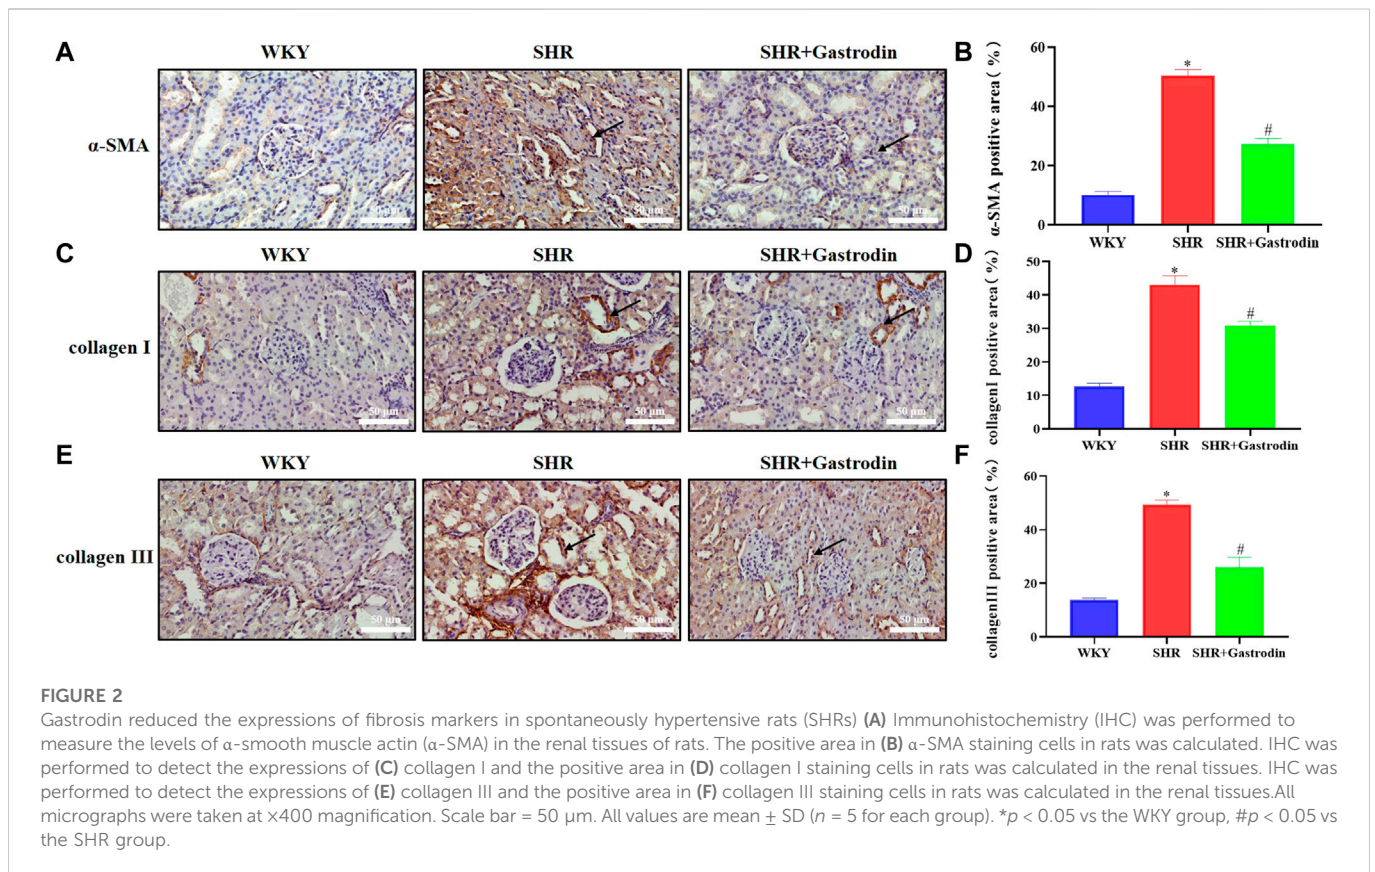 A
WKY
SHR
SHR+Gastrodin
α-SMA
50 μm
50 μm
50 μm
B
α-SMA positive area( %)
60
40
20
0
WKY
SHR
SHR+Gastrodin
*
#
C
WKY
SHR
SHR+Gastrodin
collagen I
50 μm
50 μm
50 μm
D
collagenI positive area( %)
50
40
30
20
10
0
WKY
SHR
SHR+Gastrodin
*
#
E
WKY
SHR
SHR+Gastrodin
collagen III
50 μm
50 μm
50 μm
F
collagenIII positive area( %)
60
40
20
0
WKY
SHR
SHR+Gastrodin
*
#
FIGURE 2
Gastrodin reduced the expressions of fibrosis markers in spontaneously hypertensive rats (SHRs) (A) Immunohistochemistry (IHC) was performed to
measure the levels of α-smooth muscle actin (α-SMA) in the renal tissues of rats. The positive area in (B) α-SMA staining cells in rats was calculated. IHC was
performed to detect the expressions of (C) collagen I and the positive area in (D) collagen I staining cells in rats was calculated in the renal tissues. IHC was
performed to detect the expressions of (E) collagen III and the positive area in (F) collagen III staining cells in rats was calculated in the renal tissues.All
micrographs were taken at ×400 magnification. Scale bar = 50 μm. All values are mean ± SD (n = 5 for each group). *p < 0.05 vs the WKY group, #p < 0.05 vs
the SHR group.